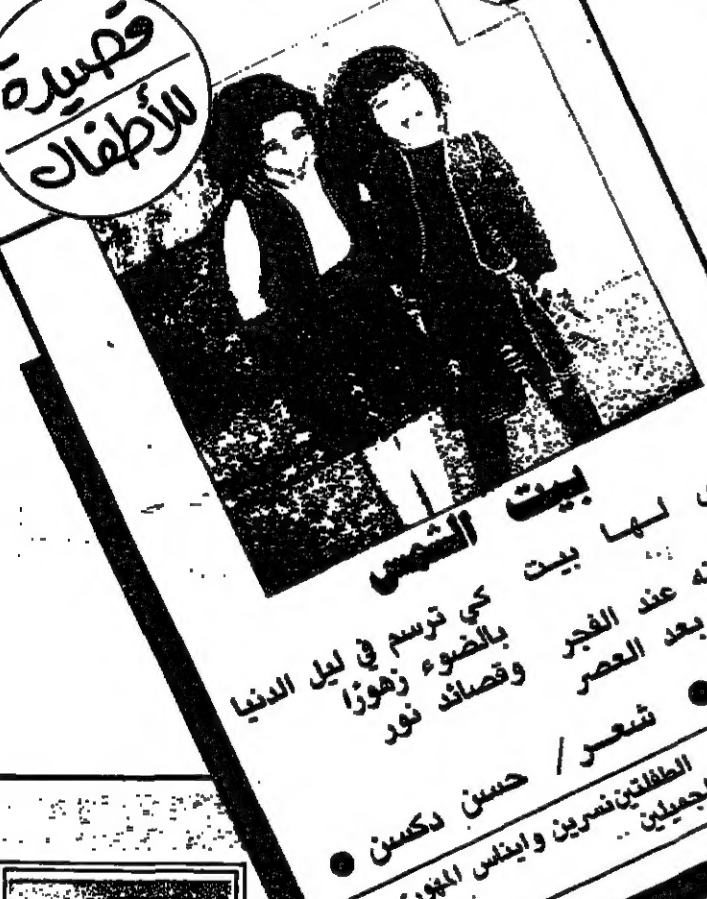 قصيدة
للأطفال
بيت الشمس
لها بيت كي ترسم في ليل الدنيا
عند الفجر بالضوء زهورًا
بعد العصر وقصائد نور
● شعر / حسن دكسن ●
الطفلتين نسرين وايناس